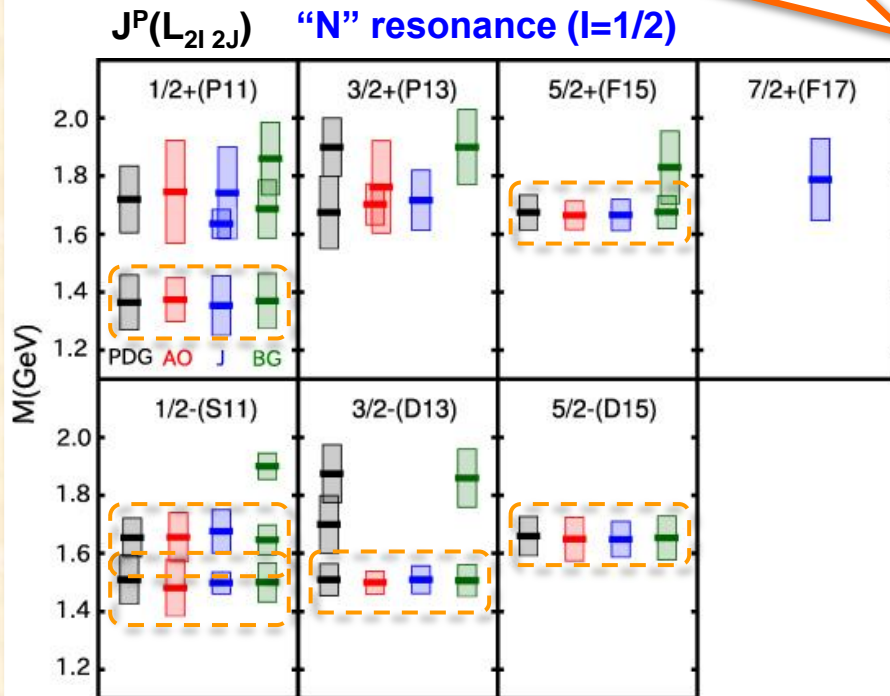 Jᴾ(L₂ᵢ ₂ⱼ) “N” resonance (I=1/2)
1/2+(P11) 3/2+(P13) 5/2+(F15) 7/2+(F17)
2.0
1.8
1.6
1.4
1.2
PDG AO J BG
M(GeV)
1/2-(S11) 3/2-(D13) 5/2-(D15)
2.0
1.8
1.6
1.4
1.2